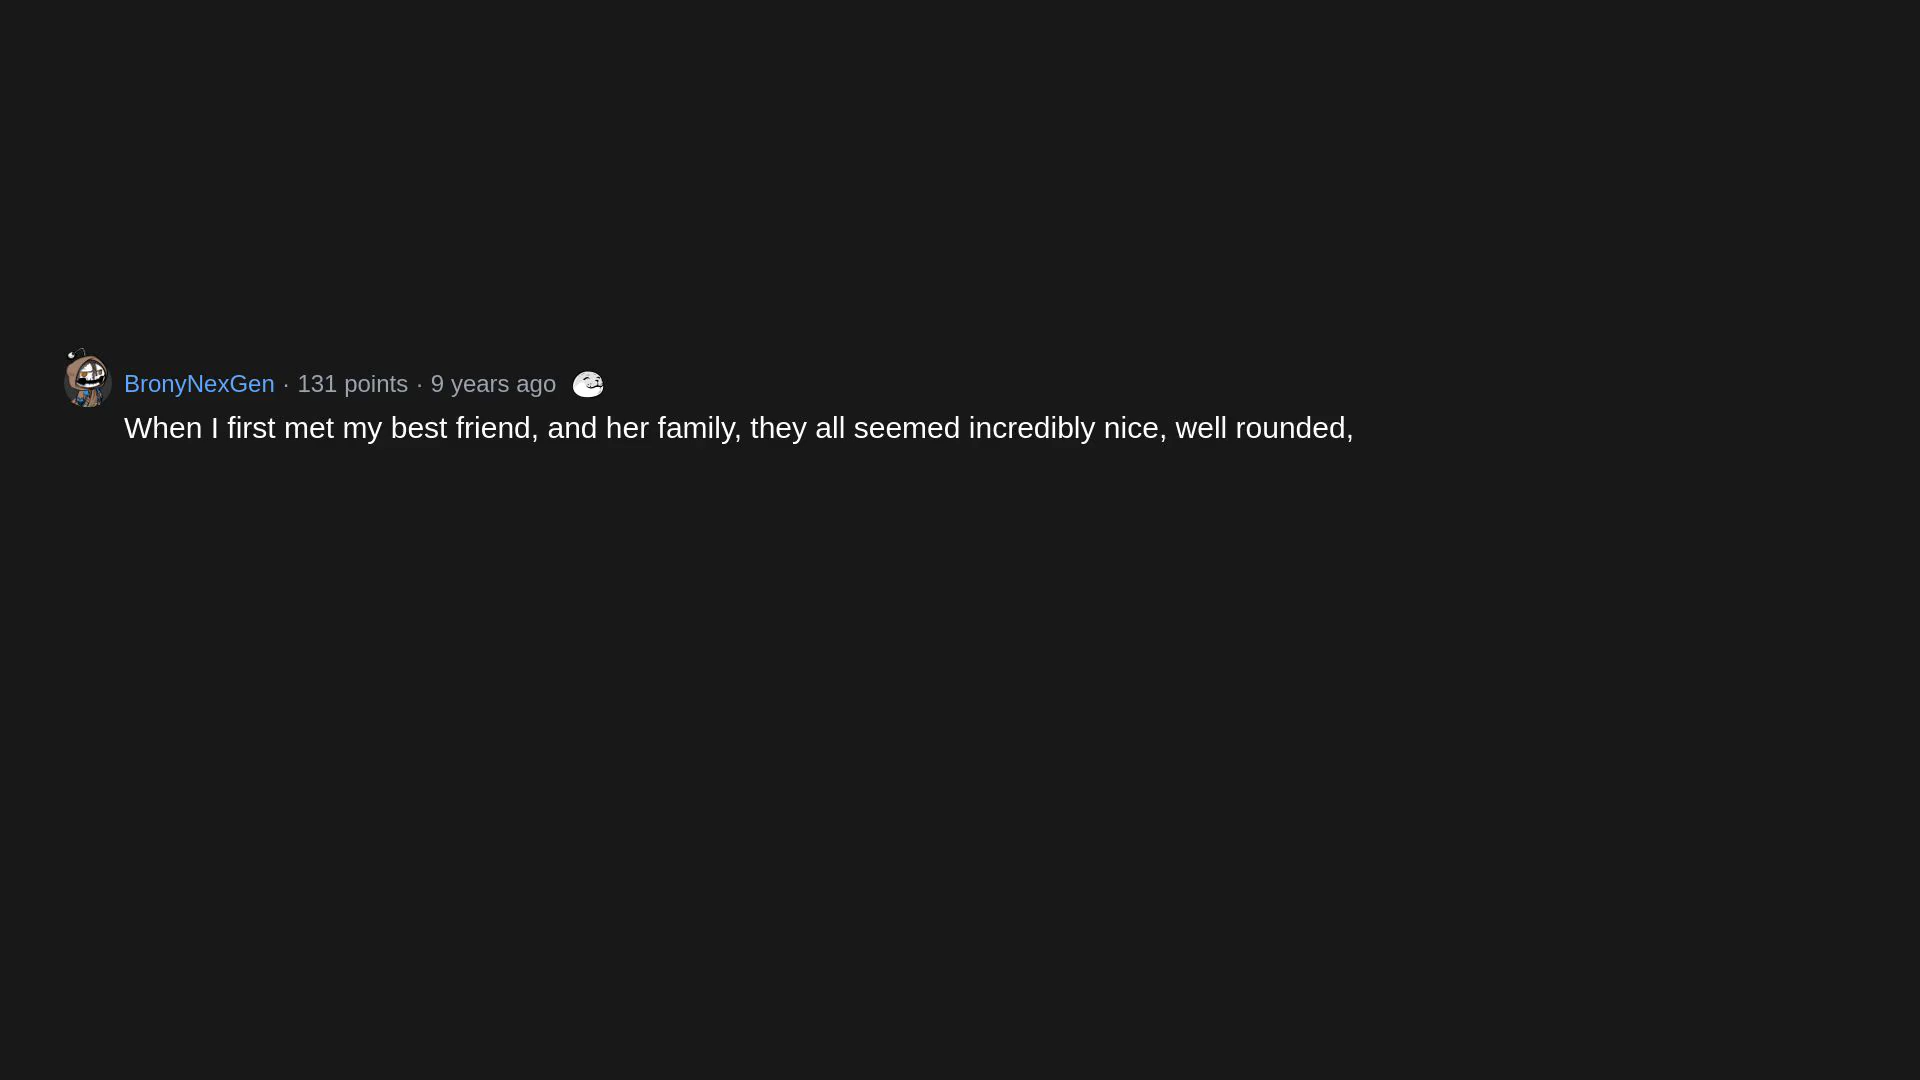 BronyNexGen · 131 points · 9 years ago
When I first met my best friend, and her family, they all seemed incredibly nice, well rounded,